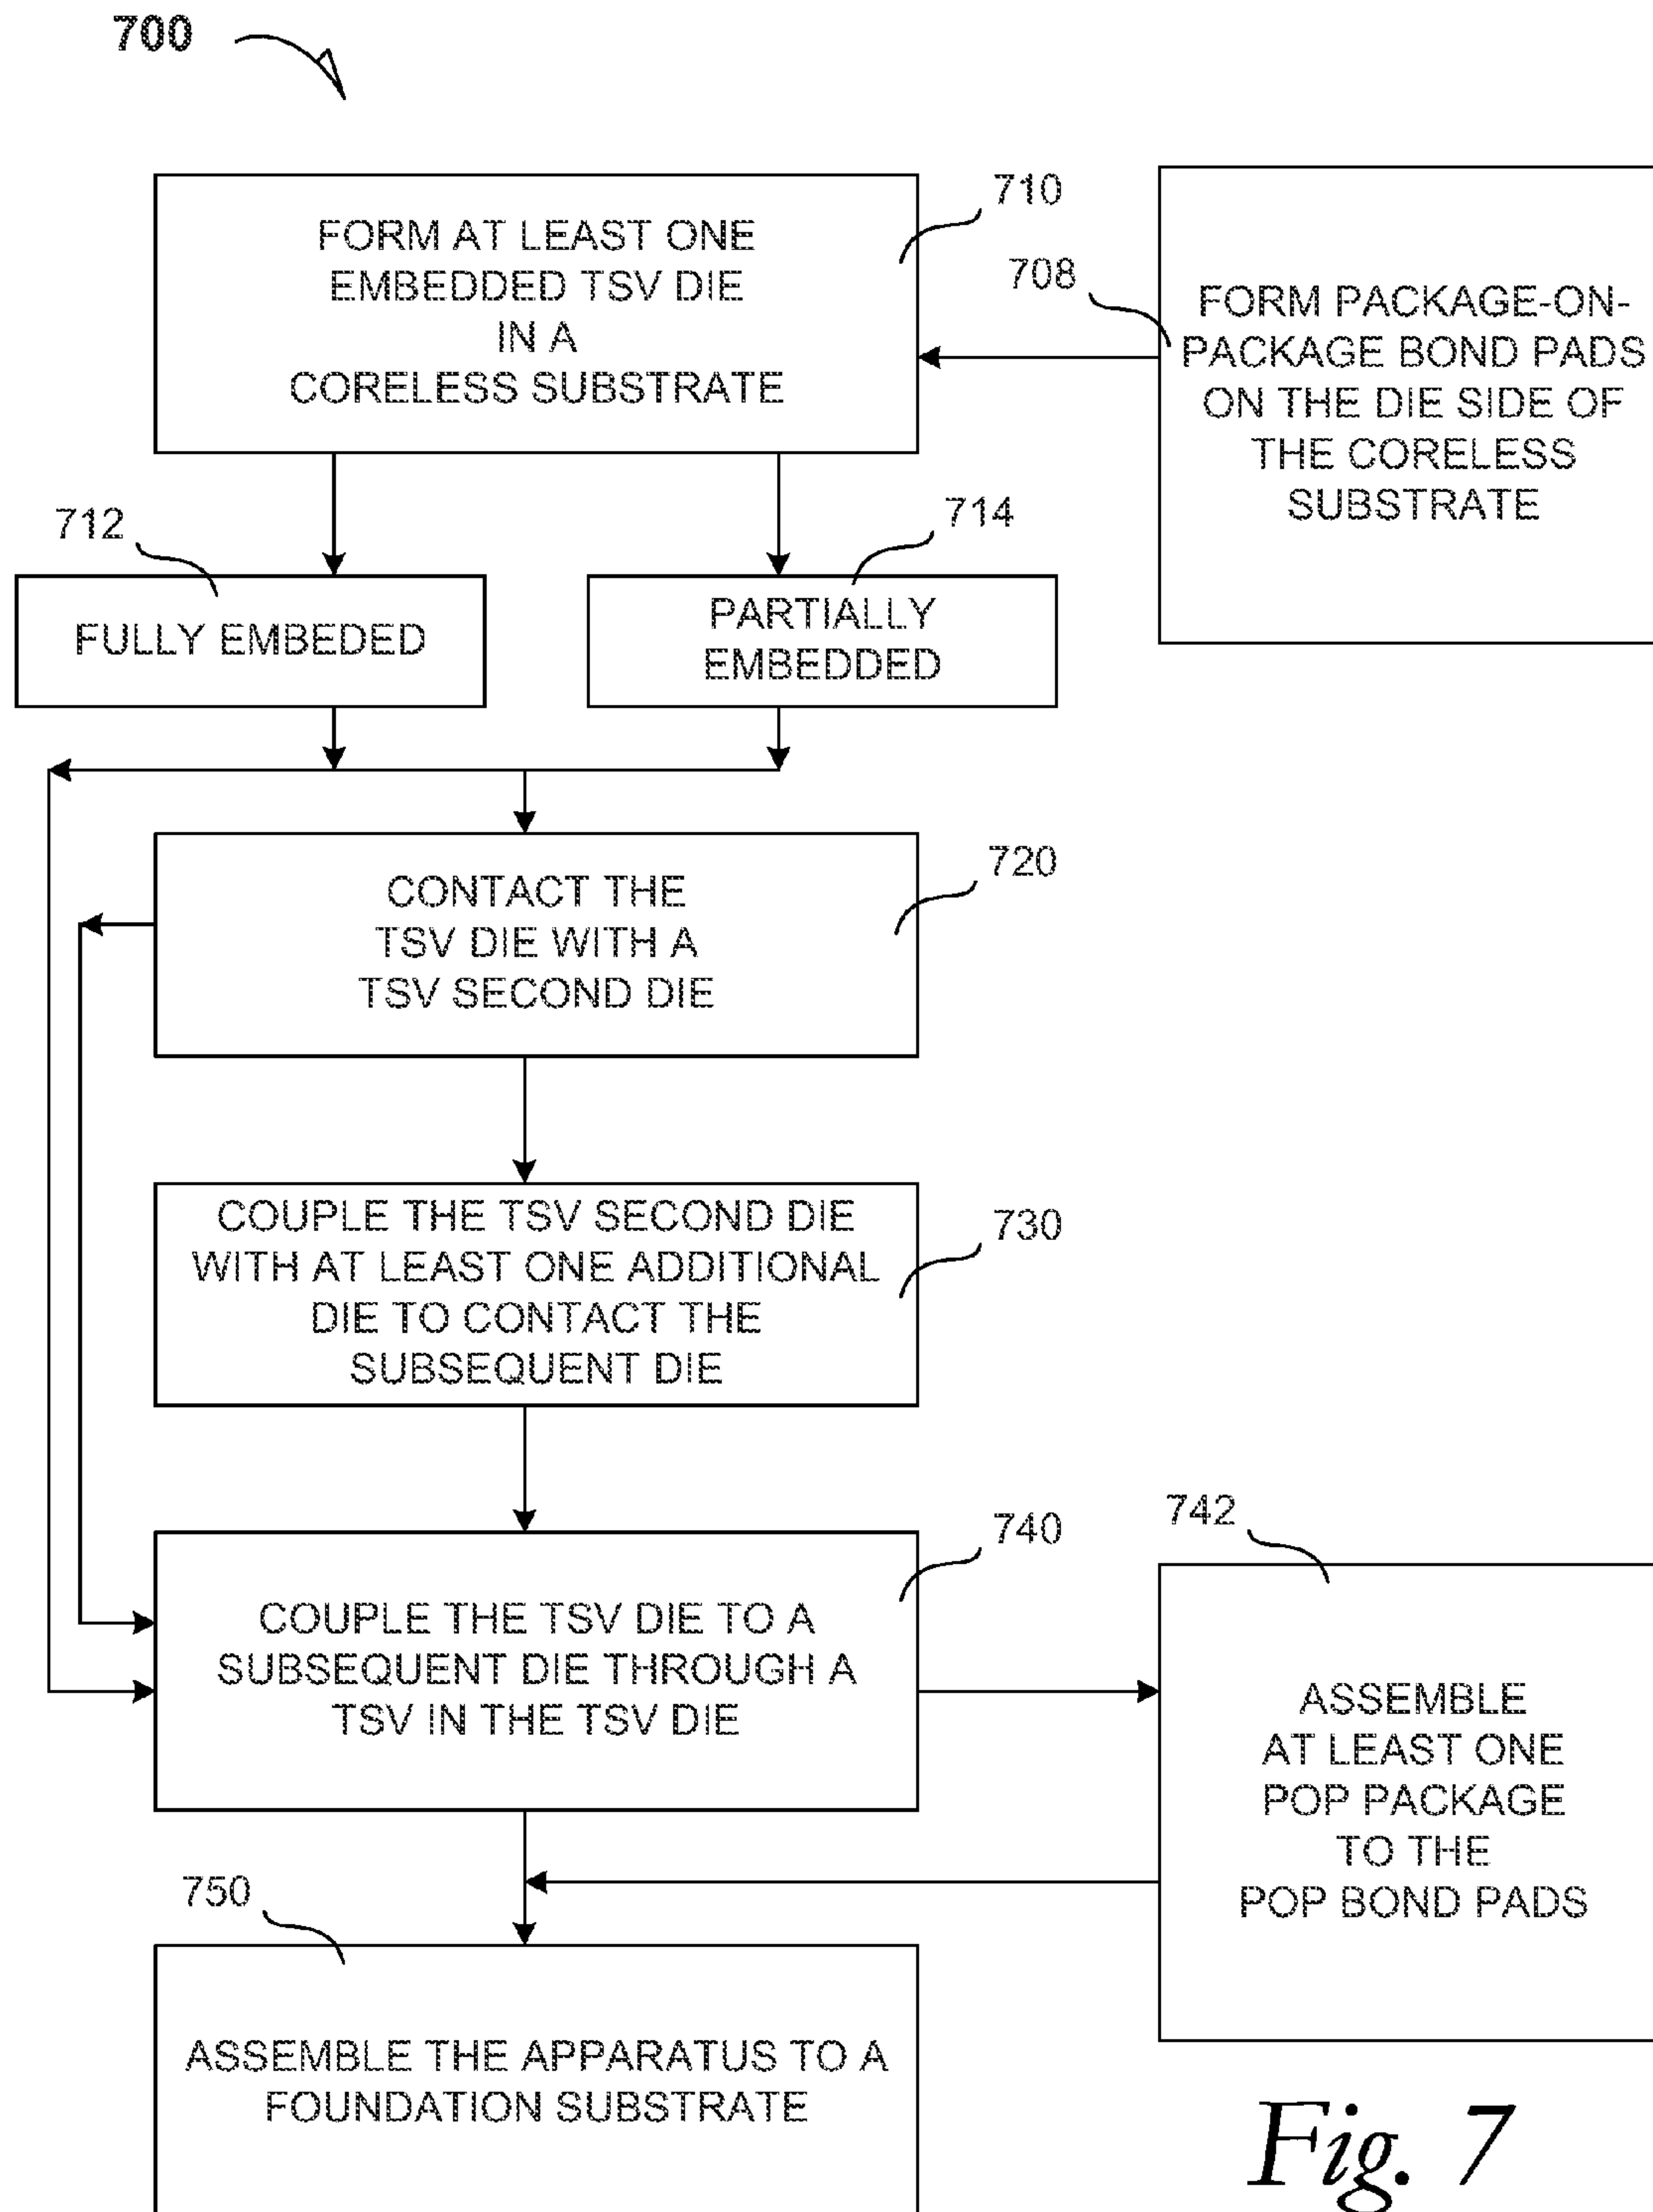 700
710
FORM AT LEAST ONE
EMBEDDED TSV DIE
IN A
CORELESS SUBSTRATE
708
FORM PACKAGE-ON-
PACKAGE BOND PADS
ON THE DIE SIDE OF
THE CORELESS
SUBSTRATE
712
FULLY EMBEDED
714
PARTIALLY
EMBEDDED
720
CONTACT THE
TSV DIE WITH A
TSV SECOND DIE
730
COUPLE THE TSV SECOND DIE
WITH AT LEAST ONE ADDITIONAL
DIE TO CONTACT THE
SUBSEQUENT DIE
740
COUPLE THE TSV DIE TO A
SUBSEQUENT DIE THROUGH A
TSV IN THE TSV DIE
742
ASSEMBLE
AT LEAST ONE
POP PACKAGE
TO THE
POP BOND PADS
750
ASSEMBLE THE APPARATUS TO A
FOUNDATION SUBSTRATE
Fig. 7